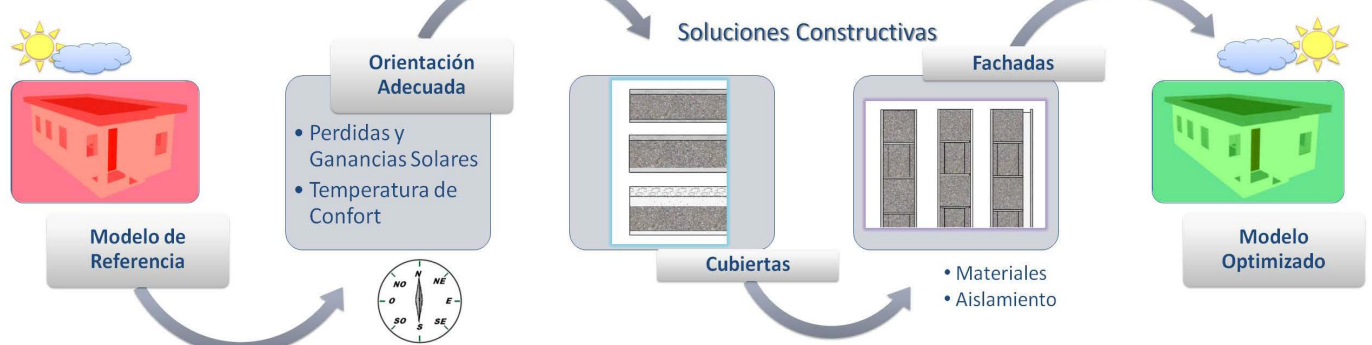 Modelo de
Referencia
Orientación
Adecuada
• Perdidas y
Ganancias Solares
• Temperatura de
Confort
N
NO
NE
O
E
SO
S
SE
Soluciones Constructivas
Cubiertas
Fachadas
• Materiales
• Aislamiento
Modelo
Optimizado